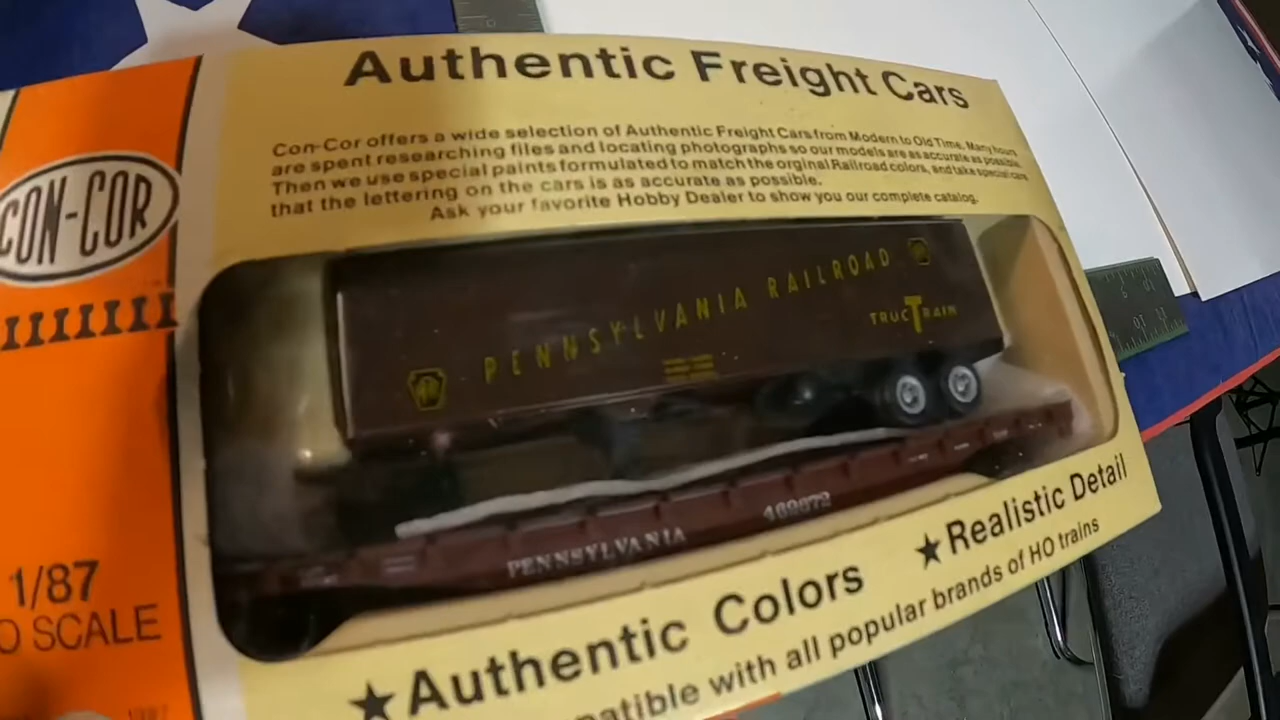 Authentic Freight Cars
Con-Cor offers a wide selection of Authentic Freight Cars from Modern to Old Time. Many hours
are spent researching files and locating photographs so our models are as accurate as possible.
Then we use special paints formulated to match the orginal Railroad colors, and take special care
that the lettering on the cars is as accurate as possible.
Ask your favorite Hobby Dealer to show you our complete catalog.
CON-COR
PENNSYLVANIA RAILROAD
TRUCTRAIN
PENNSYLVANIA 469672
1/87
O SCALE
★Authentic Colors ★Realistic Detail
patible with all popular brands of HO trains